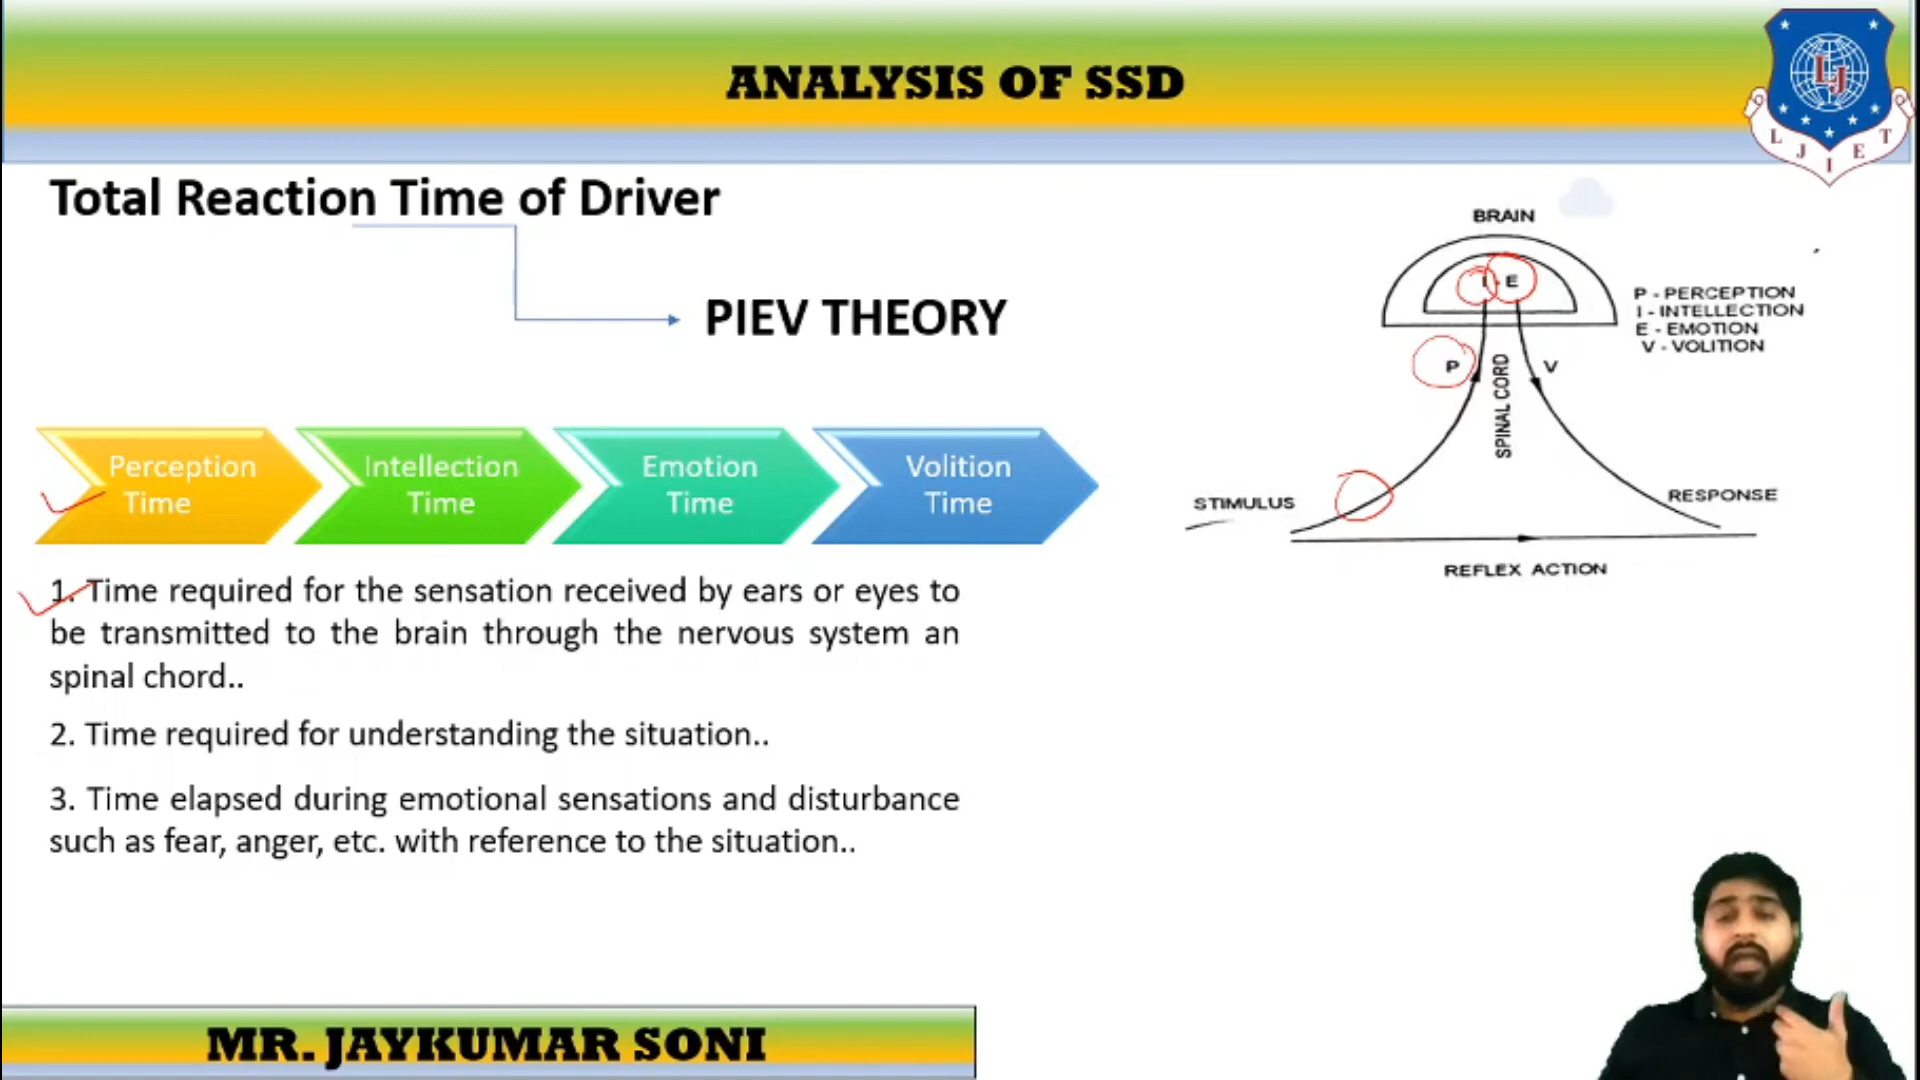 ANALYSIS OF SSD
LJ
L J I E T
Total Reaction Time of Driver
PIEV THEORY
Perception
Time
Intellection
Time
Emotion
Time
Volition
Time
1. Time required for the sensation received by ears or eyes to
be transmitted to the brain through the nervous system an
spinal chord..
2. Time required for understanding the situation..
3. Time elapsed during emotional sensations and disturbance
such as fear, anger, etc. with reference to the situation..
BRAIN
I - E
P - PERCEPTION
I - INTELLECTION
E - EMOTION
V - VOLITION
P
SPINAL CORD
V
STIMULUS
RESPONSE
REFLEX ACTION
MR. JAYKUMAR SONI